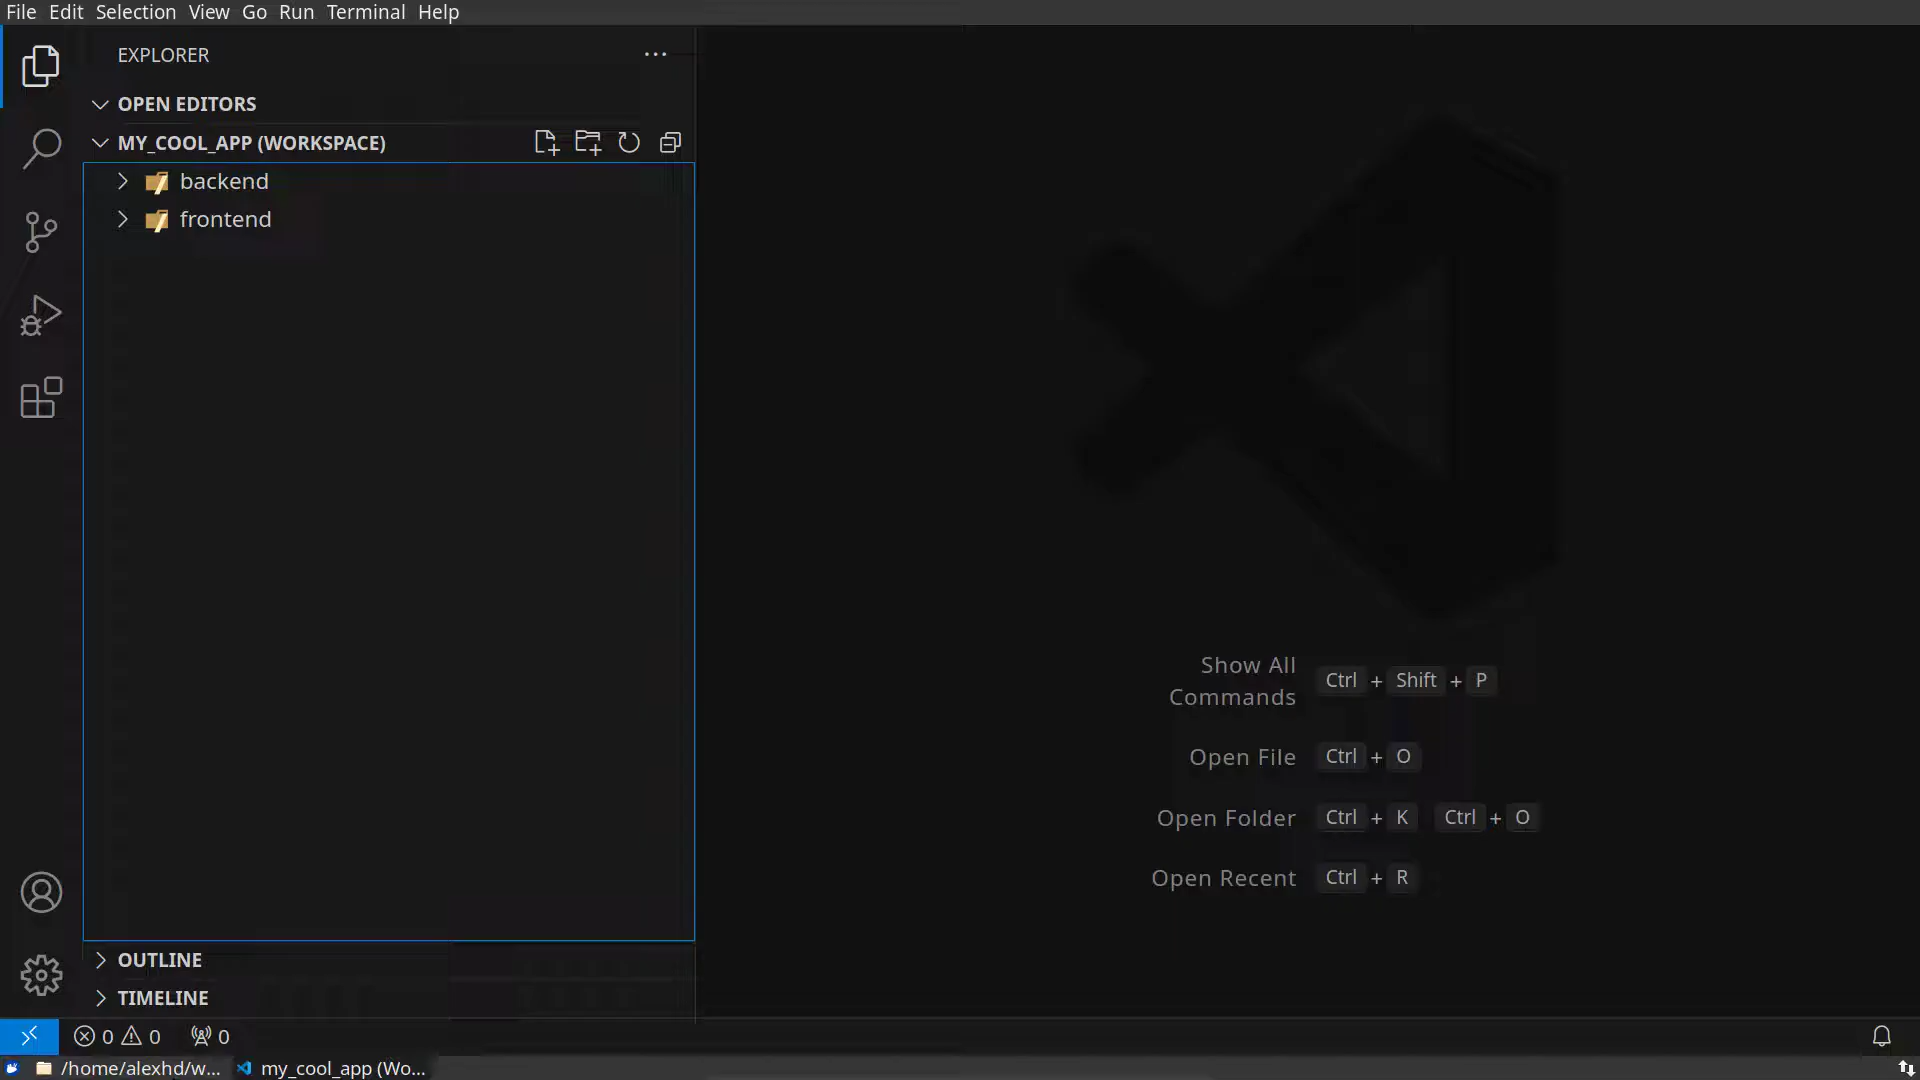 File Edit Selection View Go Run Terminal Help
EXPLORER
OPEN EDITORS
MY_COOL_APP (WORKSPACE)
backend
frontend
Show All
Commands
Ctrl + Shift + P
Open File
Ctrl + O
Open Folder
Ctrl + K Ctrl + O
Open Recent
Ctrl + R
OUTLINE
TIMELINE
0 0 0
/home/alexhd/w... my_cool_app (Wo...